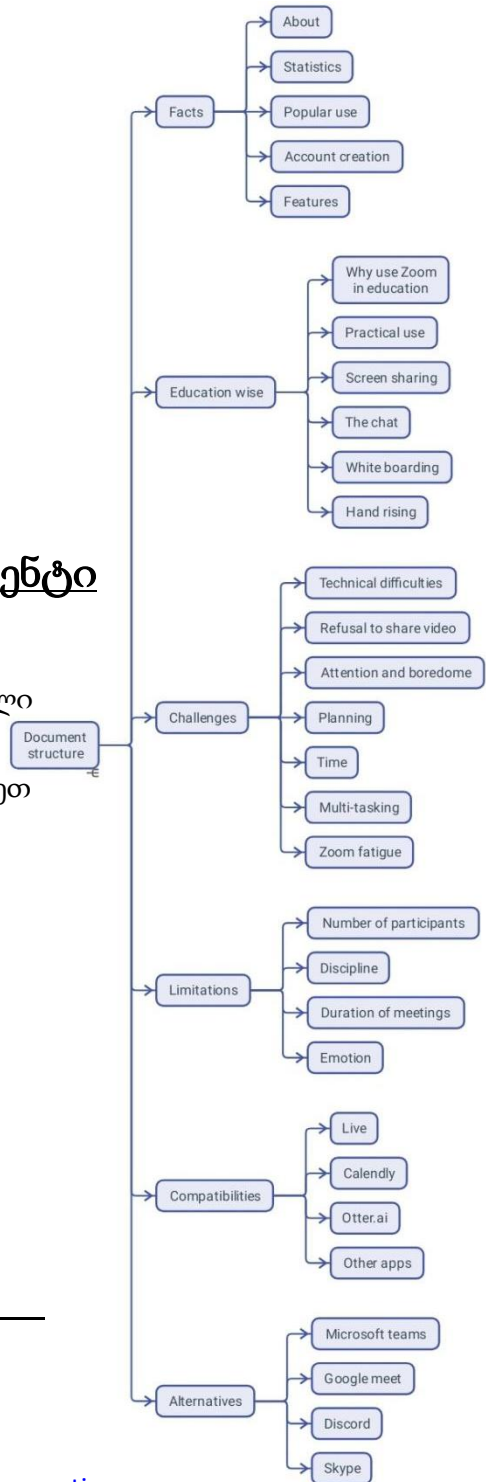 About
Statistics
Facts
Popular use
Account creation
Features
Why use Zoom
in education
Practical use
Screen sharing
Education wise
The chat
White boarding
Hand rising
Technical difficulties
Refusal to share video
Attention and boredome
Challenges
Planning
Document
structure
Time
Multi-tasking
Zoom fatigue
Number of participants
Discipline
Limitations
Duration of meetings
Emotion
Live
Calendly
Compatibilities
Otter.ai
Other apps
Microsoft teams
Google meet
Alternatives
Discord
Skype